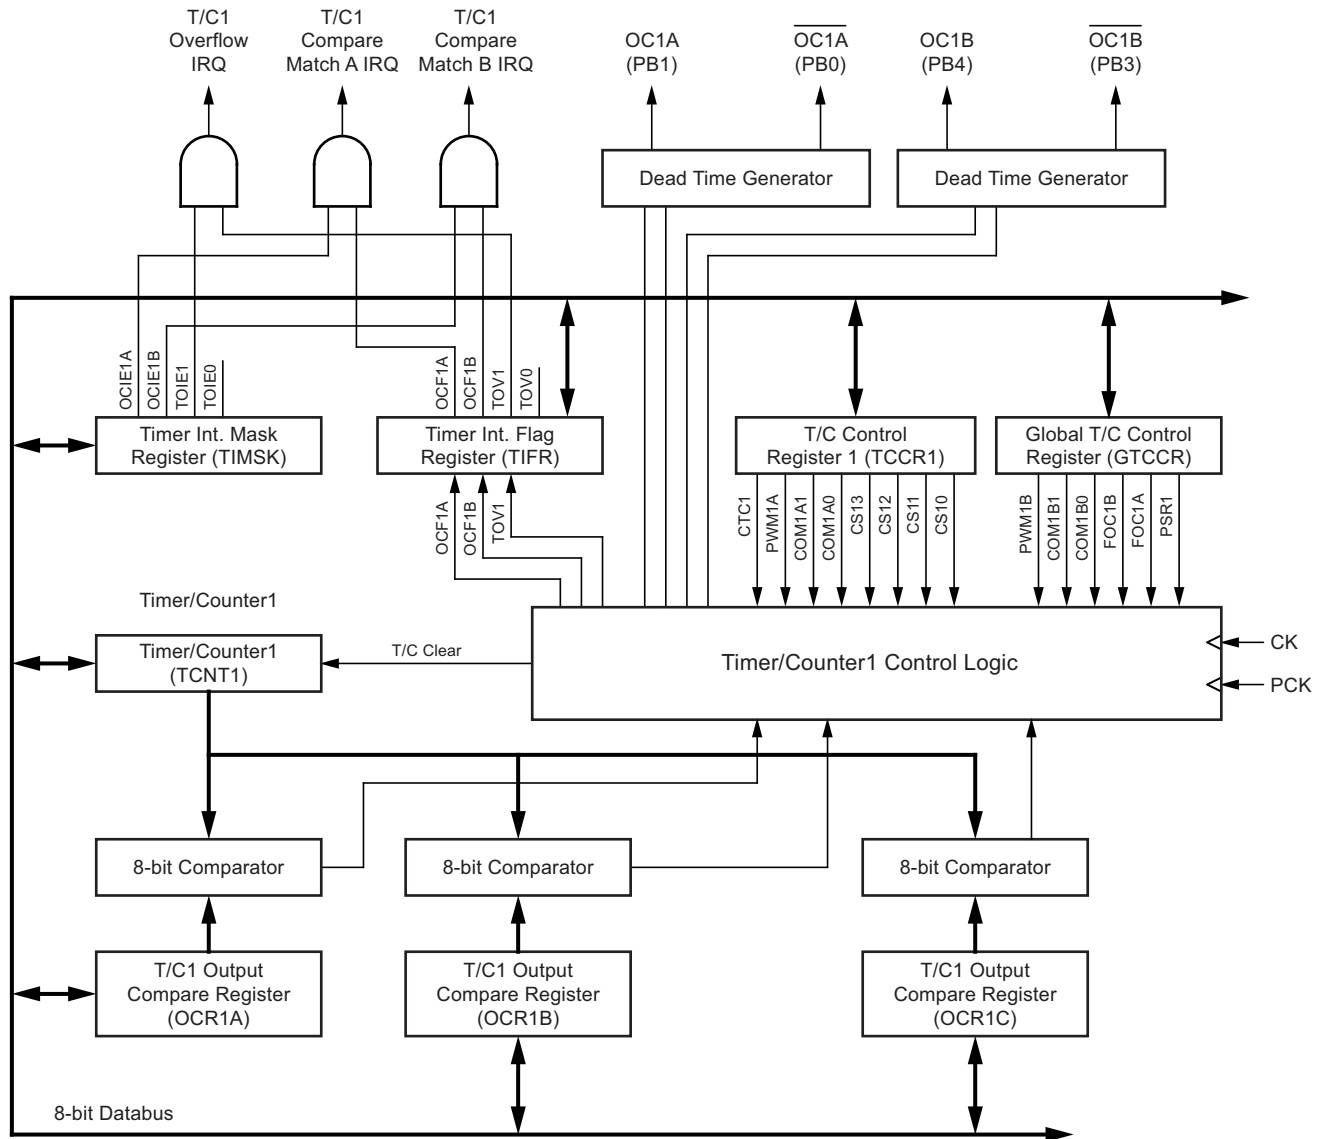 T/C1
Overflow
IRQ
T/C1
Compare
Match A IRQ
T/C1
Compare
Match B IRQ
OC1A
(PB1)
OC1A
(PB0)
OC1B
(PB4)
OC1B
(PB3)
Dead Time Generator
Dead Time Generator
OCIE1A
OCIE1B
TOIE1
TOIE0
OCF1A
OCF1B
TOV1
TOV0
Timer Int. Mask
Register (TIMSK)
Timer Int. Flag
Register (TIFR)
T/C Control
Register 1 (TCCR1)
Global T/C Control
Register (GTCCR)
OCF1A
OCF1B
TOV1
CTC1
PWM1A
COM1A1
COM1A0
CS13
CS12
CS11
CS10
PWM1B
COM1B1
COM1B0
FOC1B
FOC1A
PSR1
Timer/Counter1
Timer/Counter1
(TCNT1)
T/C Clear
Timer/Counter1 Control Logic
CK
PCK
8-bit Comparator
8-bit Comparator
8-bit Comparator
T/C1 Output
Compare Register
(OCR1A)
T/C1 Output
Compare Register
(OCR1B)
T/C1 Output
Compare Register
(OCR1C)
8-bit Databus